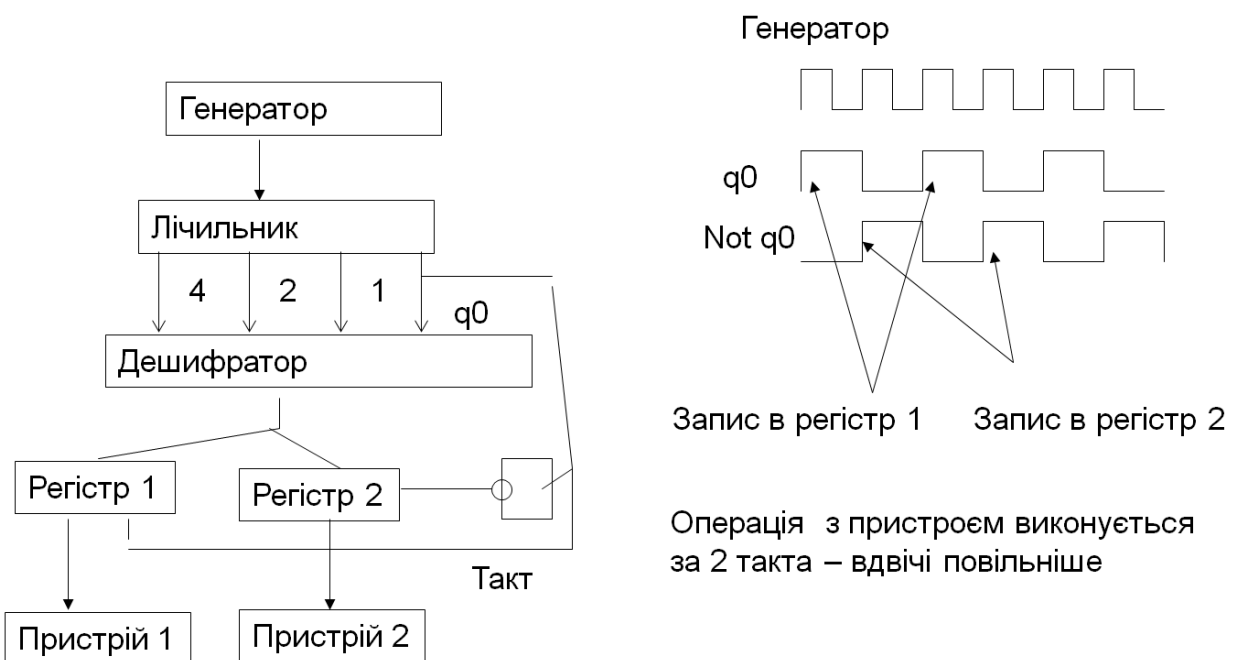 Генератор
Лічильник
4 2 1
q0
Дешифратор
Регістр 1
Регістр 2
Такт
Пристрій 1
Пристрій 2
Генератор
q0
Not q0
Запис в регістр 1
Запис в регістр 2
Операція з пристроєм виконується
за 2 такта – вдвічі повільніше